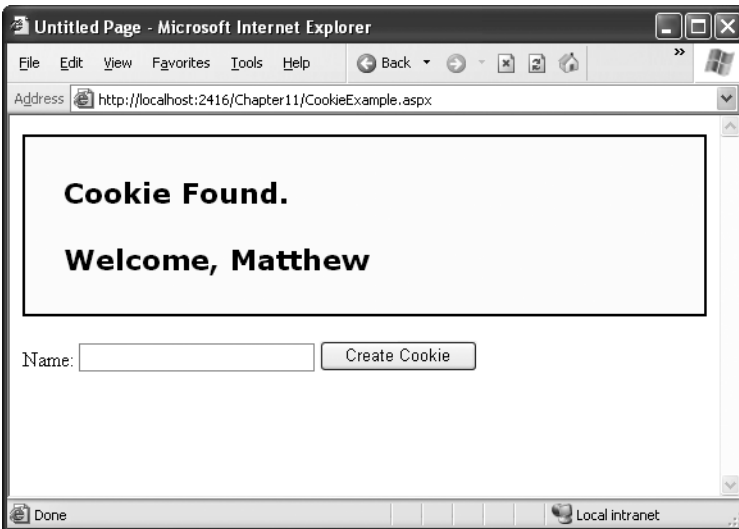 Untitled Page - Microsoft Internet Explorer
File Edit View Favorites Tools Help Back »
Address http://localhost:2416/Chapter11/CookieExample.aspx
Cookie Found.
Welcome, Matthew
Name: Create Cookie
Done Local intranet